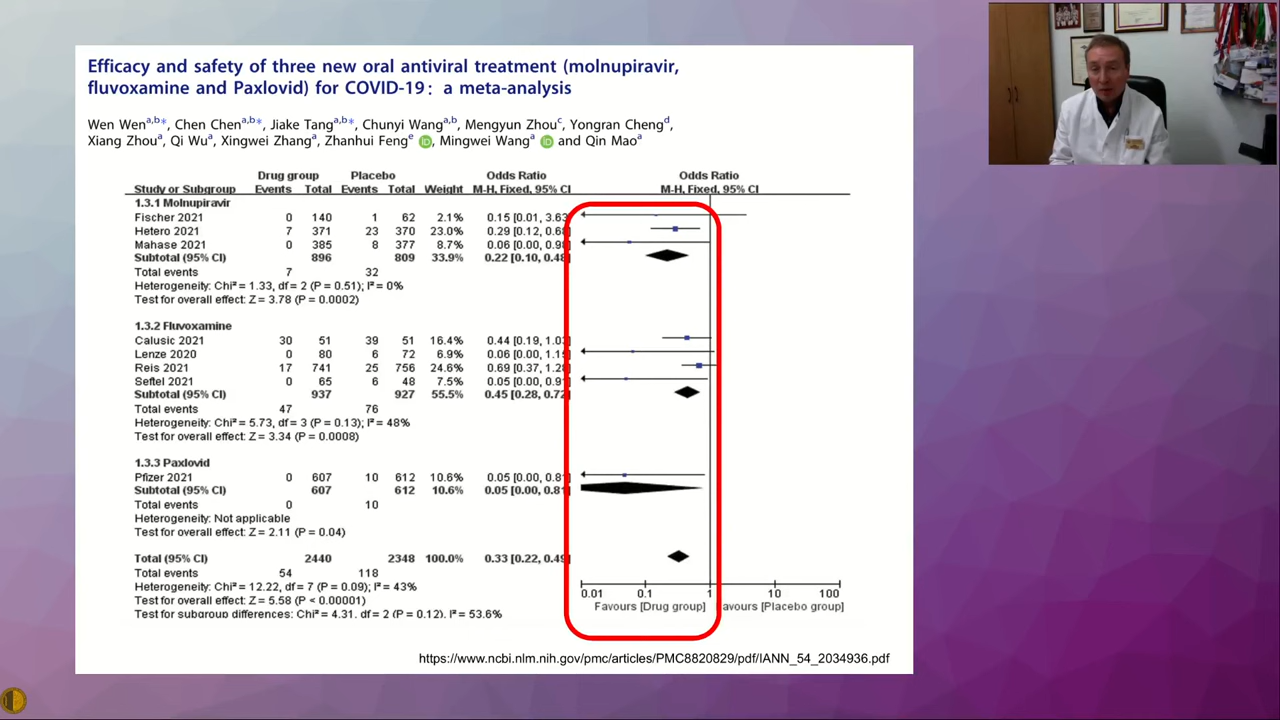 Efficacy and safety of three new oral antiviral treatment (molnupiravir,
fluvoxamine and Paxlovid) for COVID-19: a meta-analysis
Wen Wen a,b*, Chen Chen a,b*, Jiake Tang a,b*, Chunyi Wang a,b, Mengyun Zhou c, Yongran Cheng d,
Xiang Zhou a, Qi Wu a, Xingwei Zhang a, Zhanhui Feng e iD, Mingwei Wang a iD and Qin Mao a
Drug group Placebo Odds Ratio Odds Ratio
Study or Subgroup Events Total Events Total Weight M-H, Fixed, 95% CI M-H, Fixed, 95% CI
1.3.1 Molnupiravir
Fischer 2021 0 140 1 62 2.1% 0.15 [0.01, 3.63
Hetero 2021 7 371 23 370 23.0% 0.29 [0.12, 0.68
Mahase 2021 0 385 8 377 8.7% 0.06 [0.00, 0.98
Subtotal (95% CI) 896 809 33.9% 0.22 [0.10, 0.48
Total events 7 32
Heterogeneity: Chi² = 1.33, df = 2 (P = 0.51); I² = 0%
Test for overall effect: Z = 3.78 (P = 0.0002)
1.3.2 Fluvoxamine
Calusic 2021 30 51 39 51 16.4% 0.44 [0.19, 1.03
Lenze 2020 0 80 6 72 6.9% 0.06 [0.00, 1.15
Reis 2021 17 741 25 756 24.6% 0.69 [0.37, 1.28
Seftel 2021 0 65 6 48 7.5% 0.05 [0.00, 0.91
Subtotal (95% CI) 937 927 55.5% 0.45 [0.28, 0.72
Total events 47 76
Heterogeneity: Chi² = 5.73, df = 3 (P = 0.13); I² = 48%
Test for overall effect: Z = 3.34 (P = 0.0008)
1.3.3 Paxlovid
Pfizer 2021 0 607 10 612 10.6% 0.05 [0.00, 0.81
Subtotal (95% CI) 607 612 10.6% 0.05 [0.00, 0.81
Total events 0 10
Heterogeneity: Not applicable
Test for overall effect: Z = 2.11 (P = 0.04)
Total (95% CI) 2440 2348 100.0% 0.33 [0.22, 0.49
Total events 54 118
Heterogeneity: Chi² = 12.22, df = 7 (P = 0.09); I² = 43%
Test for overall effect: Z = 5.58 (P < 0.00001)
Test for subgroup differences: Chi² = 4.31, df = 2 (P = 0.12), I² = 53.6%
0.01 0.1 1 10 100
Favours [Drug group] avours [Placebo group]
https://www.ncbi.nlm.nih.gov/pmc/articles/PMC8820829/pdf/IANN_54_2034936.pdf